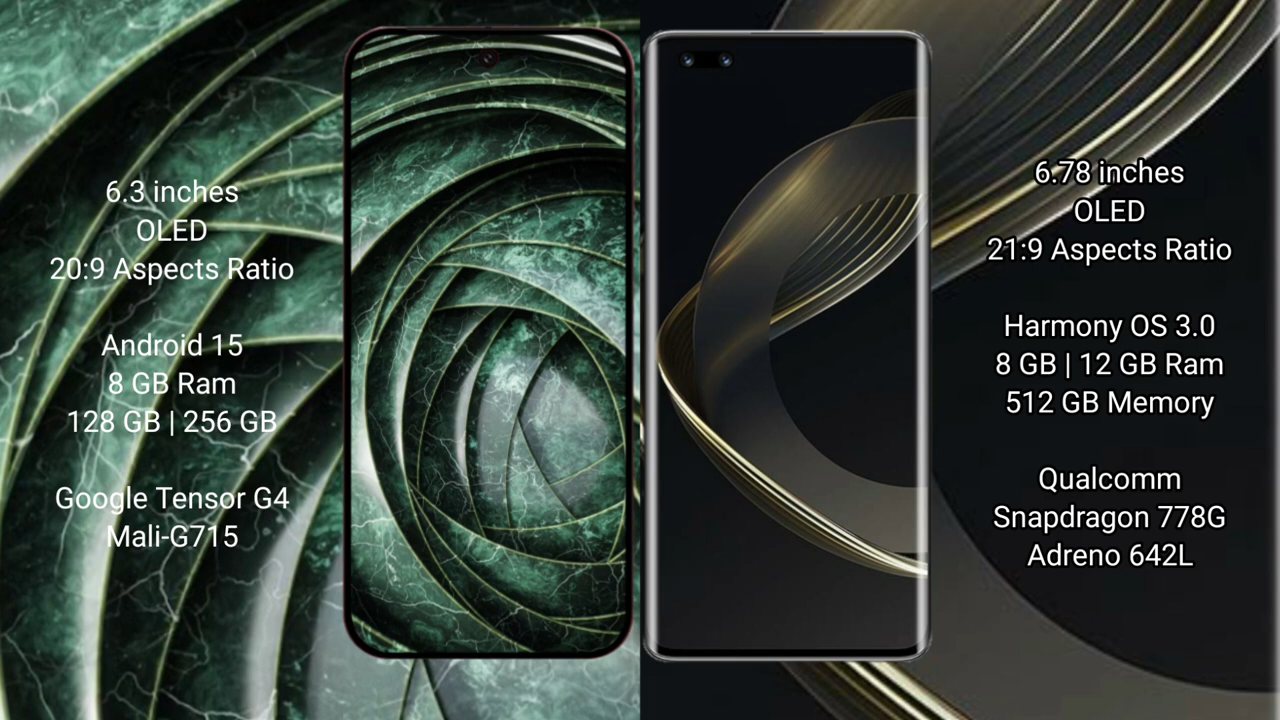 6.3 inches
OLED
20:9 Aspects Ratio
Android 15
8 GB Ram
128 GB | 256 GB
Google Tensor G4
Mali-G715
6.78 inches
OLED
21:9 Aspects Ratio
Harmony OS 3.0
8 GB | 12 GB Ram
512 GB Memory
Qualcomm
Snapdragon 778G
Adreno 642L